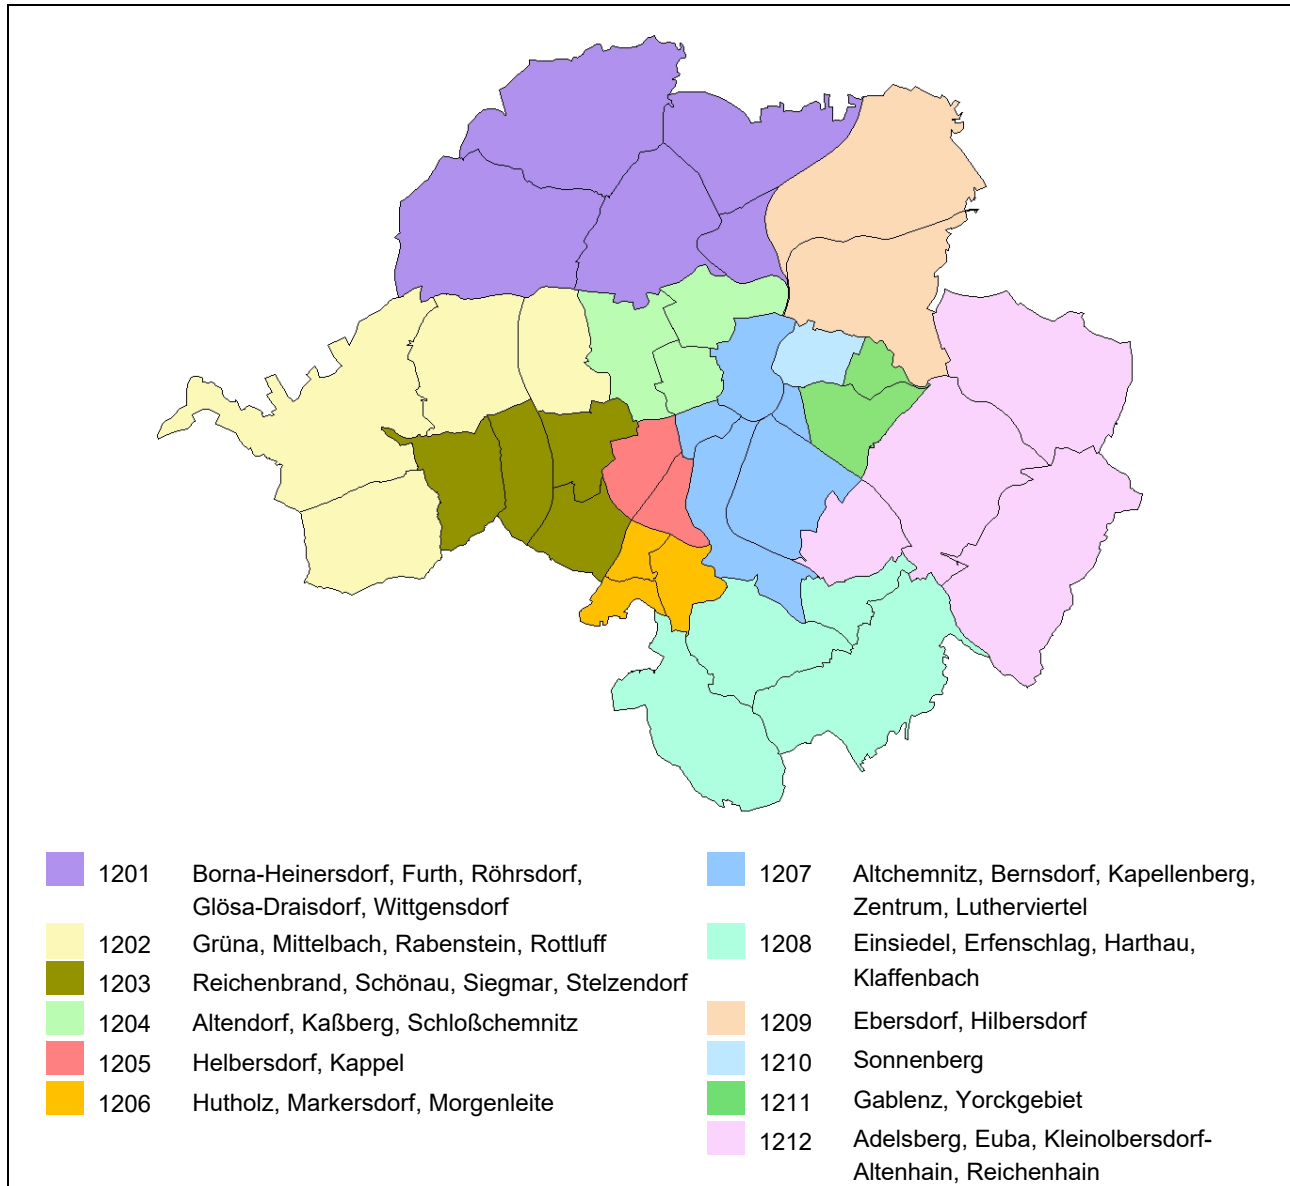 1201 Borna-Heinersdorf, Furth, Röhrsdorf,
Glösa-Draisdorf, Wittgensdorf
1202 Grüna, Mittelbach, Rabenstein, Rottluff
1203 Reichenbrand, Schönau, Siegmar, Stelzendorf
1204 Altendorf, Kaßberg, Schloßchemnitz
1205 Helbersdorf, Kappel
1206 Hutholz, Markersdorf, Morgenleite
1207 Altchemnitz, Bernsdorf, Kapellenberg,
Zentrum, Lutherviertel
1208 Einsiedel, Erfenschlag, Harthau,
Klaffenbach
1209 Ebersdorf, Hilbersdorf
1210 Sonnenberg
1211 Gablenz, Yorckgebiet
1212 Adelsberg, Euba, Kleinolbersdorf-
Altenhain, Reichenhain